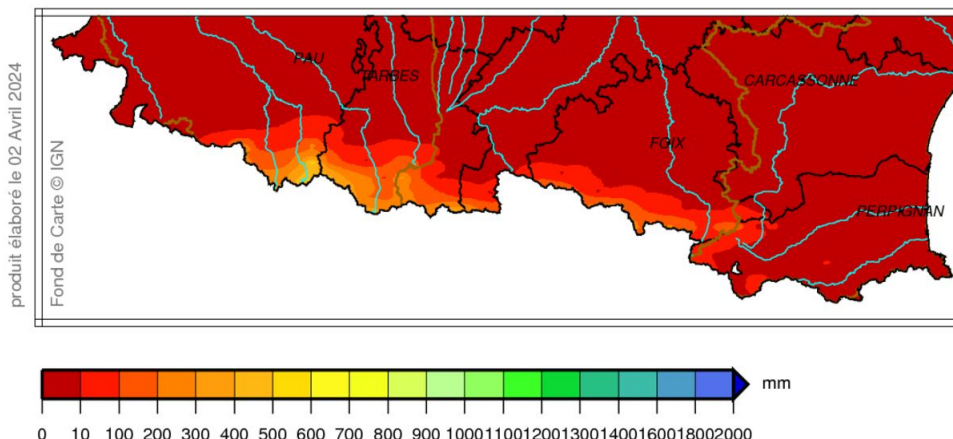 produit élaboré le 02 Avril 2024
Fond de Carte © IGN
PAU
TARBES
CARCASSONNE
FOIX
PERPIGNAN
mm
0 10 100 200 300 400 500 600 700 800 900 1000 1100 1200 1300 1400 1600 1800 2000